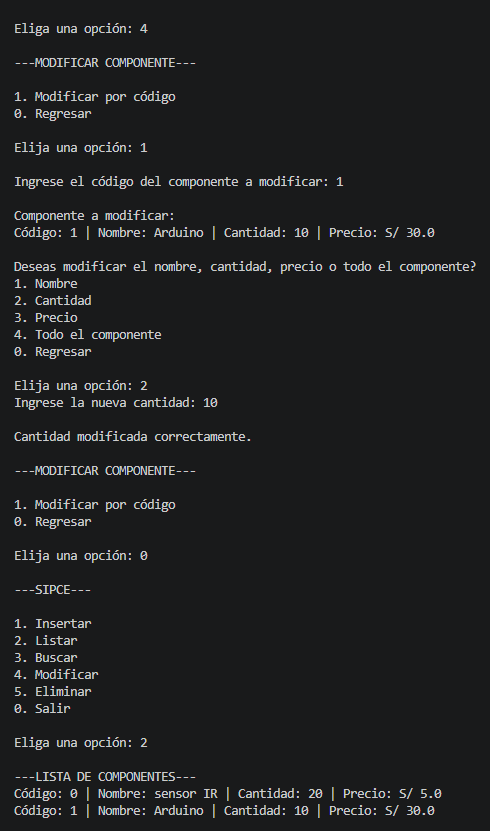 Eliga una opción: 4
---MODIFICAR COMPONENTE---
1. Modificar por código
0. Regresar
Elija una opción: 1
Ingrese el código del componente a modificar: 1
Componente a modificar:
Código: 1 | Nombre: Arduino | Cantidad: 10 | Precio: S/ 30.0
Deseas modificar el nombre, cantidad, precio o todo el componente?
1. Nombre
2. Cantidad
3. Precio
4. Todo el componente
0. Regresar
Elija una opción: 2
Ingrese la nueva cantidad: 10
Cantidad modificada correctamente.
---MODIFICAR COMPONENTE---
1. Modificar por código
0. Regresar
Elija una opción: 0
---SIPCE---
1. Insertar
2. Listar
3. Buscar
4. Modificar
5. Eliminar
0. Salir
Eliga una opción: 2
---LISTA DE COMPONENTES---
Código: 0 | Nombre: sensor IR | Cantidad: 20 | Precio: S/ 5.0
Código: 1 | Nombre: Arduino | Cantidad: 10 | Precio: S/ 30.0